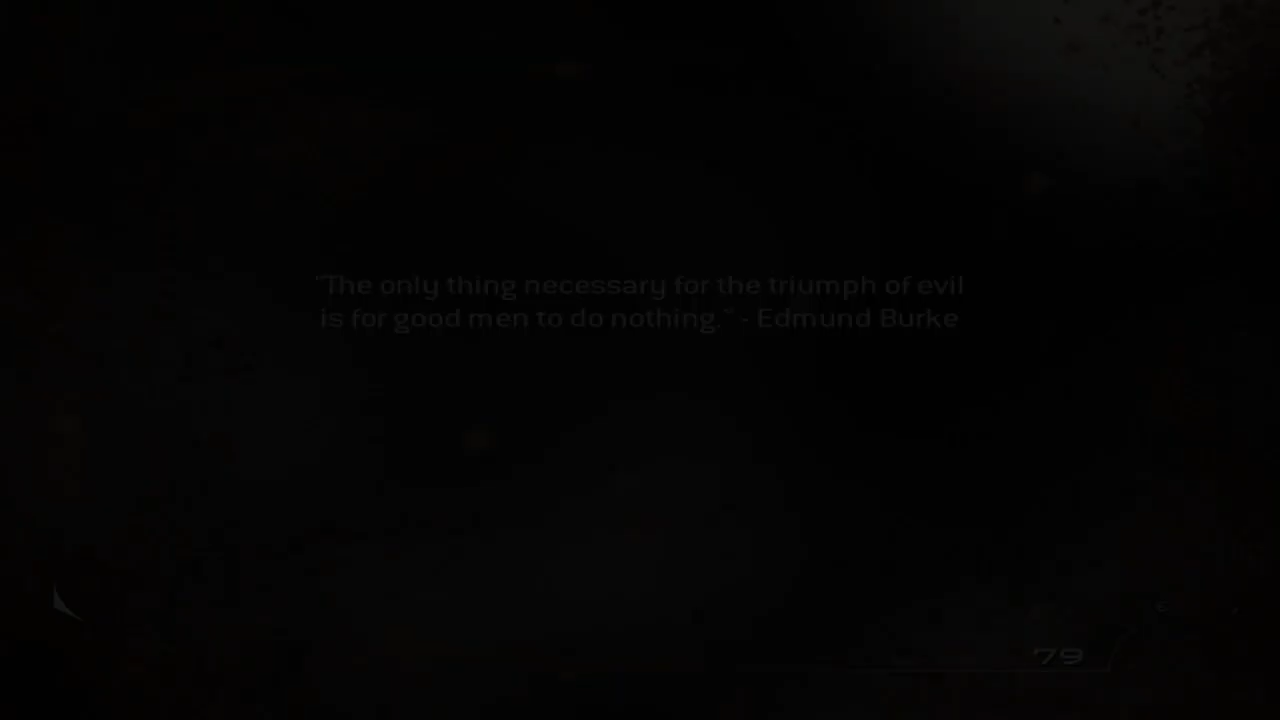 "The only thing necessary for the triumph of evil
is for good men to do nothing." - Edmund Burke
79